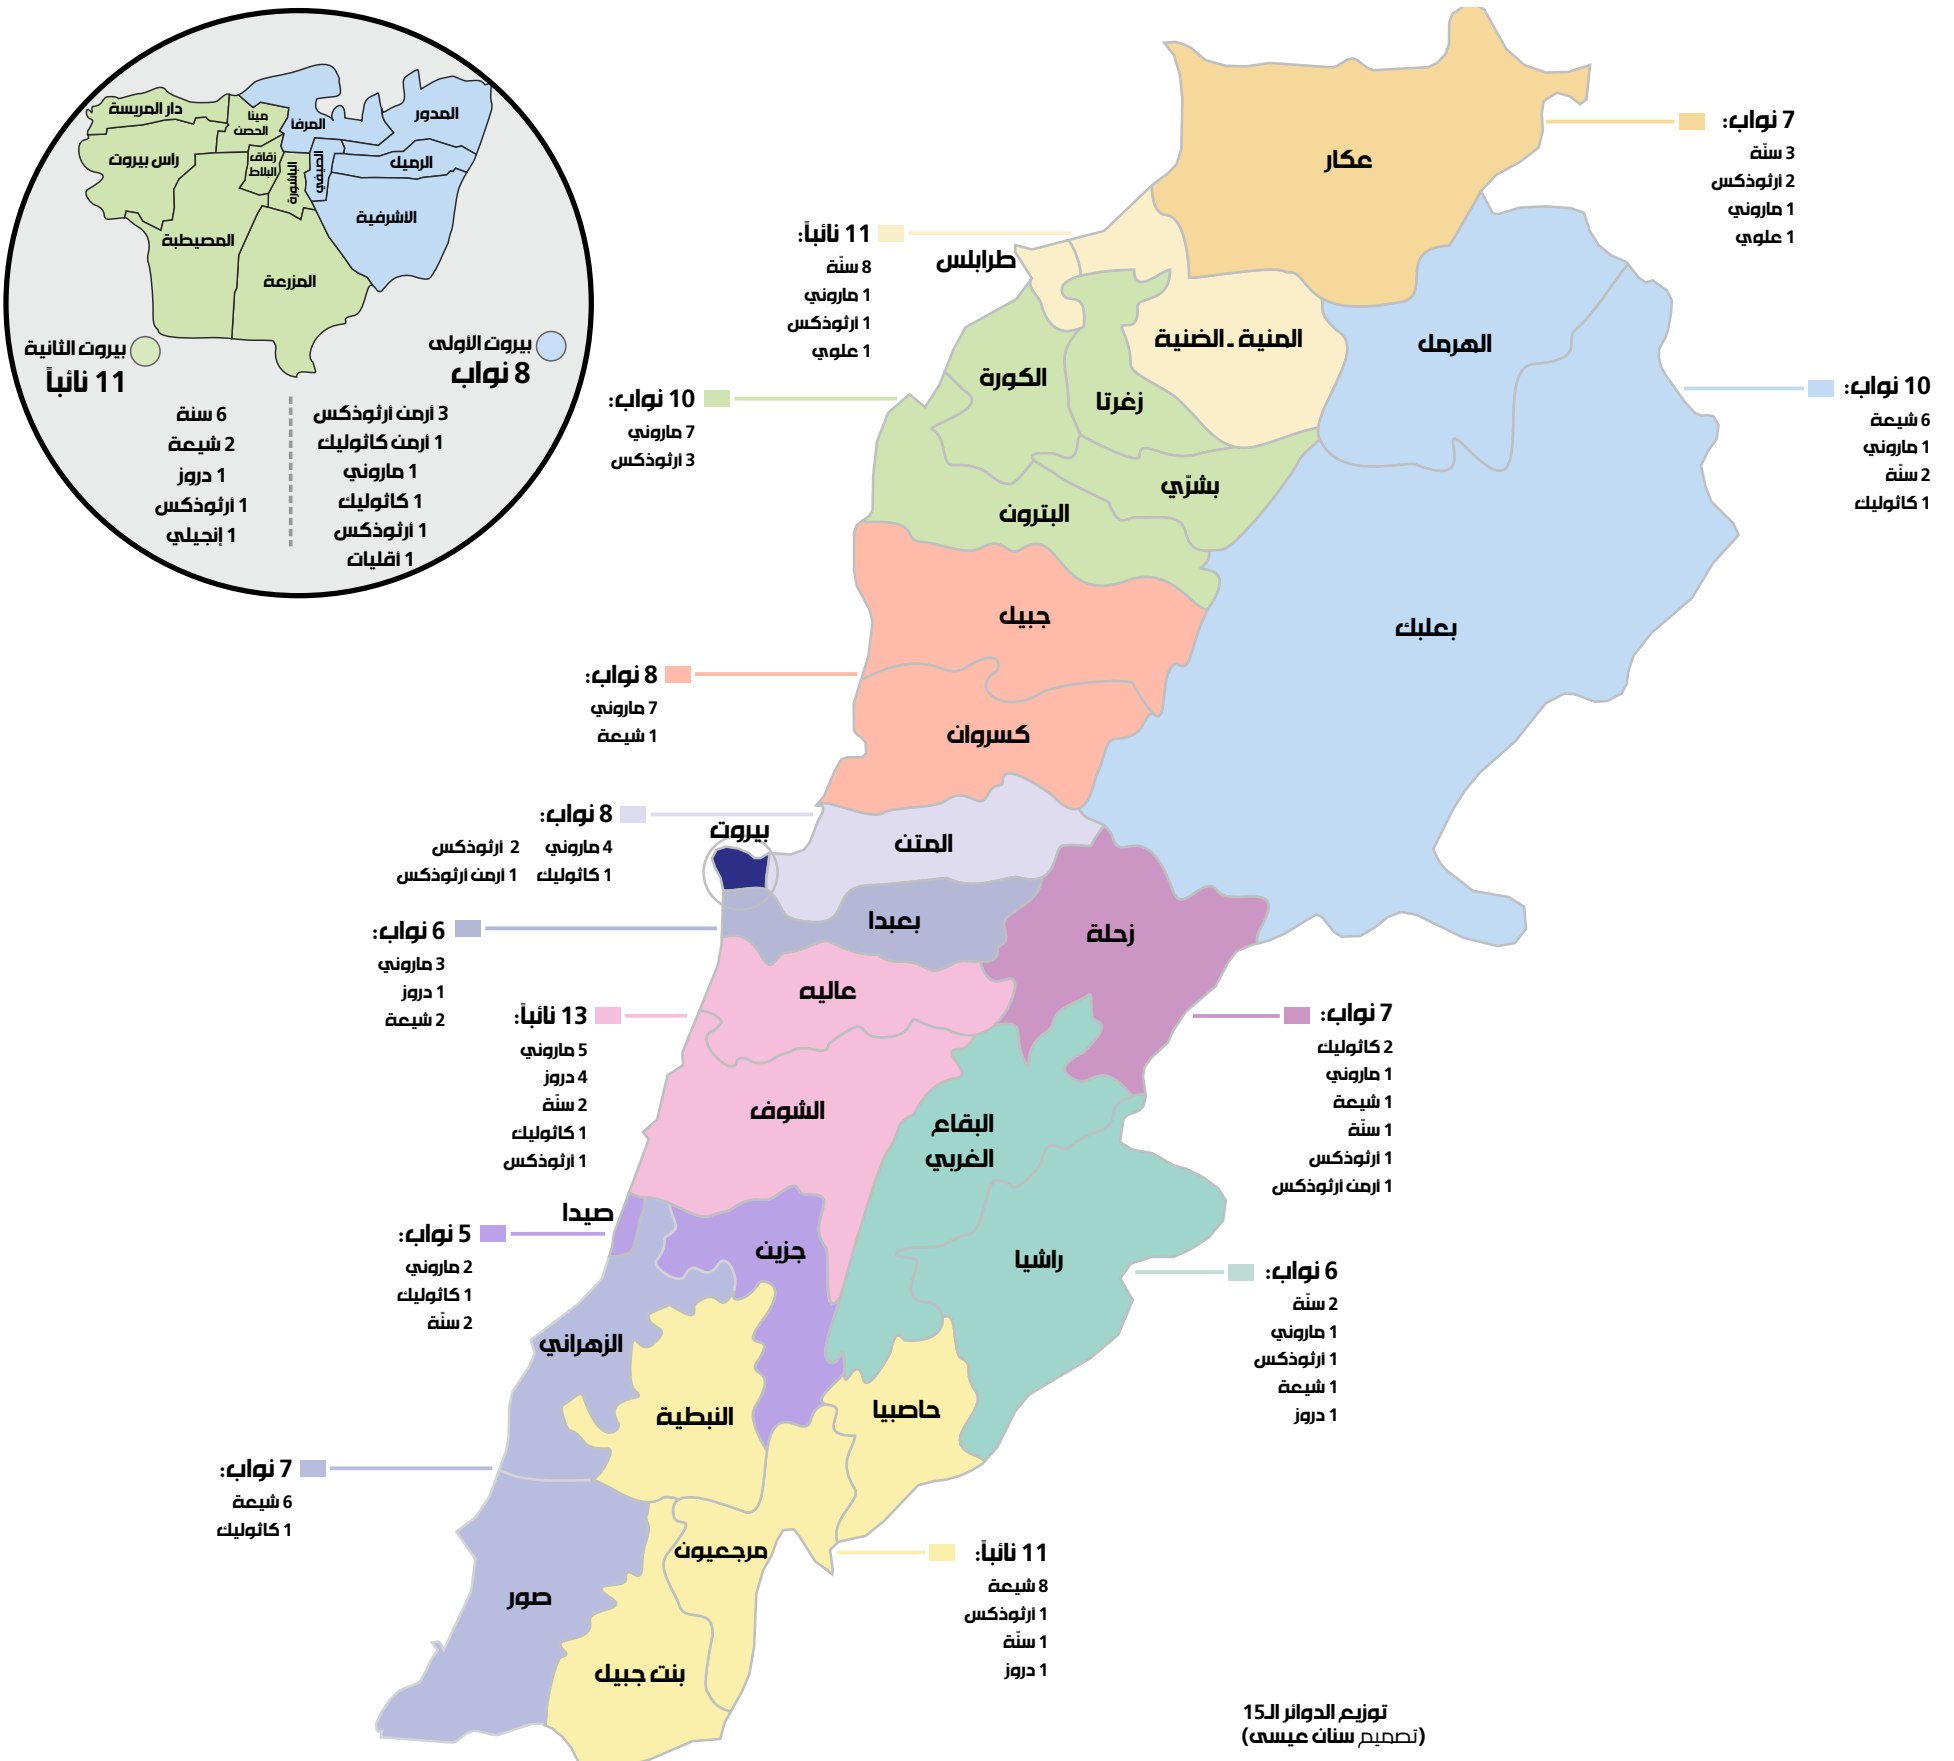 دار المريسة
مينا
الحصن
المرفأ
المدور
راس بيروت
زقاق
البلاط
الباشورة
الصيفي
الرميل
الأشرفية
المصيطبة
المزرعة
بيروت الأولى
8 نواب
3 أرمن أرثوذكس
1 أرمن كاثوليك
1 ماروني
1 كاثوليك
1 أرثوذكس
1 أقليات
بيروت الثانية
11 نائباً
6 سنة
2 شيعة
1 دروز
1 أرثوذكس
1 إنجيلي
عكار
7 نواب:
3 سنّة
2 أرثوذكس
1 ماروني
1 علوي
11 نائباً:
8 سنّة
1 ماروني
1 أرثوذكس
1 علوي
طرابلس
المنية ـ الضنية
الهرمل
10 نواب:
6 شيعة
1 ماروني
2 سنّة
1 كاثوليك
10 نواب:
7 ماروني
3 أرثوذكس
الكورة
زغرتا
بشرّي
البترون
بعلبك
جبيل
8 نواب:
7 ماروني
1 شيعة
كسروان
8 نواب:
4 ماروني 2 أرثوذكس
1 كاثوليك 1 أرمن أرثوذكس
بيروت
المتن
6 نواب:
3 ماروني
1 دروز
2 شيعة
بعبدا
زحلة
7 نواب:
2 كاثوليك
1 ماروني
1 شيعة
1 سنّة
1 أرثوذكس
1 أرمن أرثوذكس
عاليه
13 نائباً:
5 ماروني
4 دروز
2 سنّة
1 كاثوليك
1 أرثوذكس
الشوف
البقاع
الغربي
راشيا
6 نواب:
2 سنّة
1 ماروني
1 أرثوذكس
1 شيعة
1 دروز
صيدا
5 نواب:
2 ماروني
1 كاثوليك
2 سنّة
جزين
الزهراني
النبطية
حاصبيا
7 نواب:
6 شيعة
1 كاثوليك
مرجعيون
11 نائباً:
8 شيعة
1 أرثوذكس
1 سنّة
1 دروز
صور
بنت جبيل
توزيع الدوائر الـ15
(تصميم سنان عيسى)